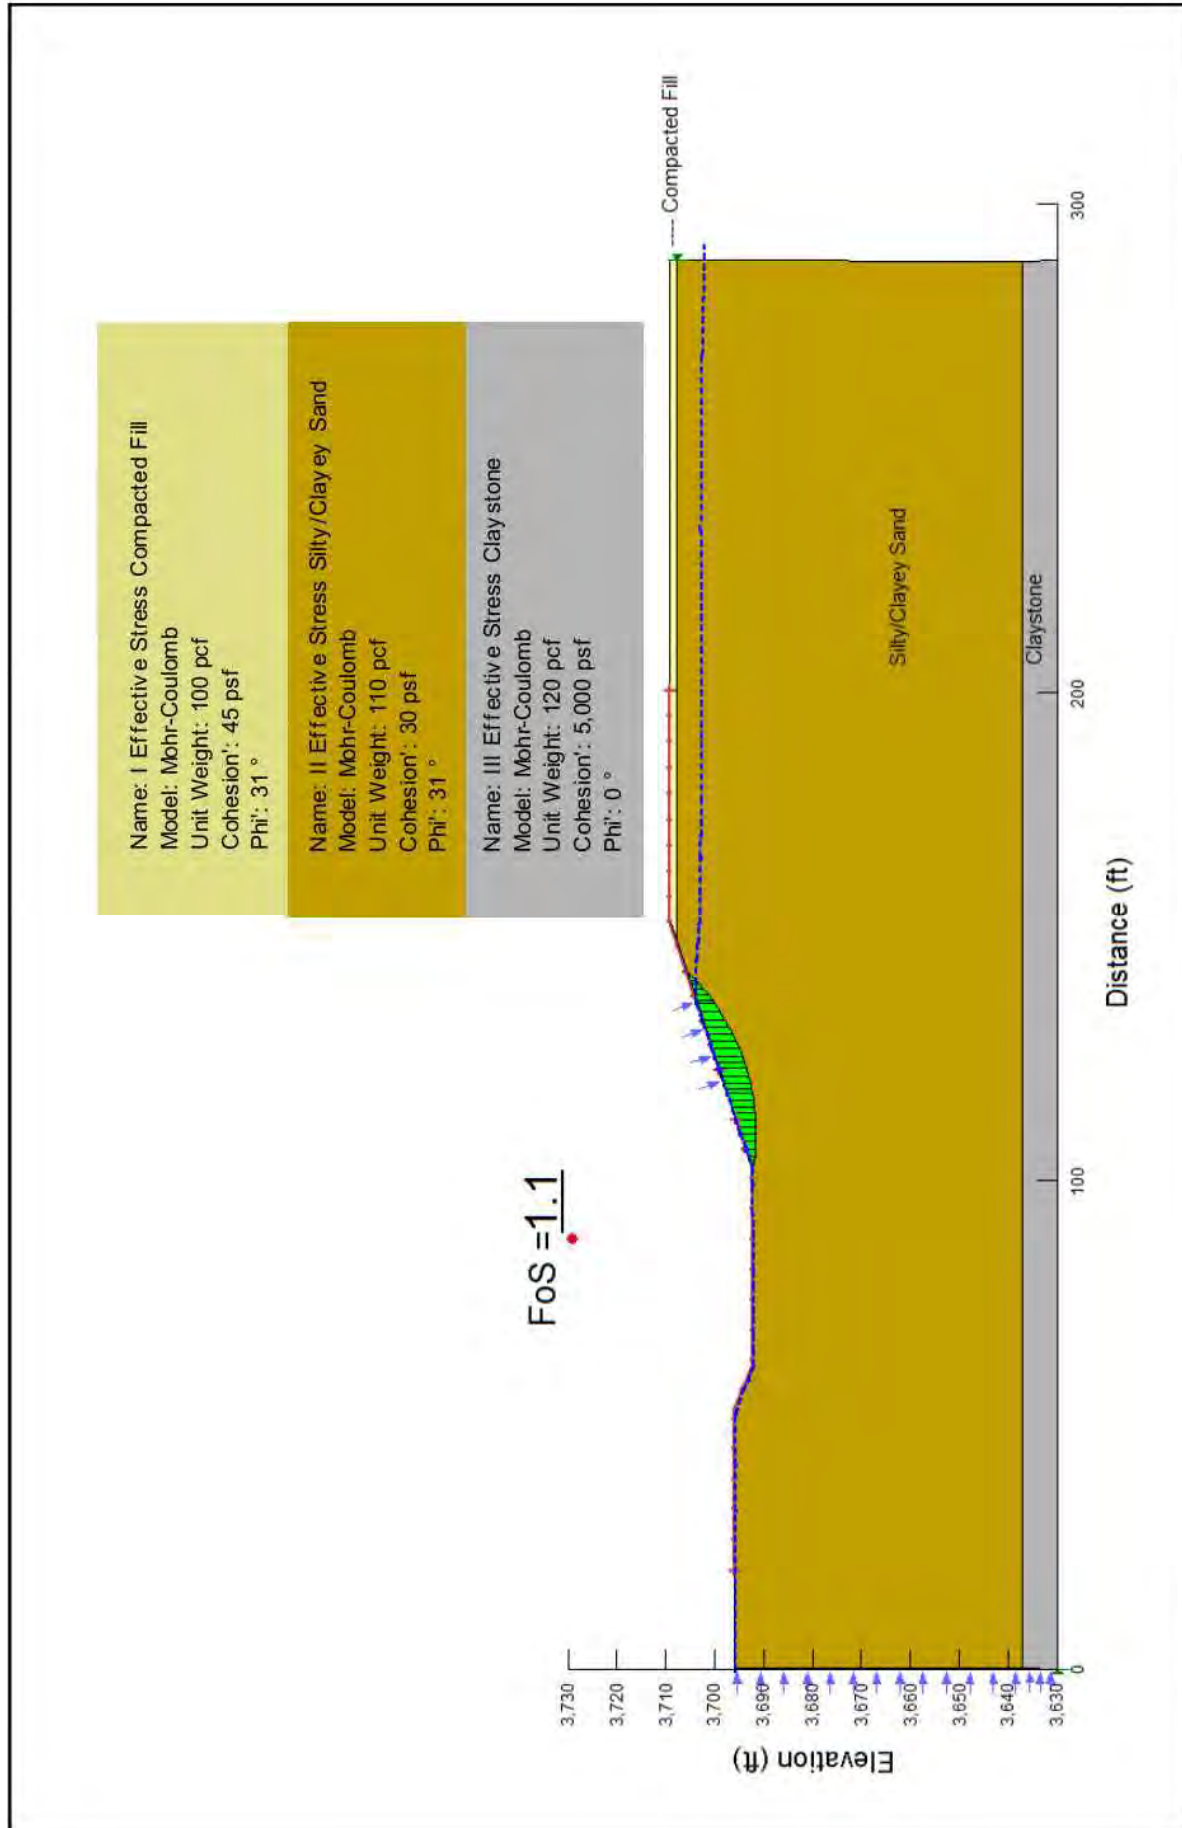 Name: I Effective Stress Compacted Fill
Model: Mohr-Coulomb
Unit Weight: 100 pcf
Cohesion': 45 psf
Phi': 31 °
Name: II Effective Stress Silty/Clayey Sand
Model: Mohr-Coulomb
Unit Weight: 110 pcf
Cohesion': 30 psf
Phi': 31 °
Name: III Effective Stress Claystone
Model: Mohr-Coulomb
Unit Weight: 120 pcf
Cohesion': 5,000 psf
Phi': 0 °
FoS =1.1
Compacted Fill
Silty/Clayey Sand
Claystone
Elevation (ft)
3,730
3,720
3,710
3,700
3,690
3,680
3,670
3,660
3,650
3,640
3,630
0
100
200
300
Distance (ft)